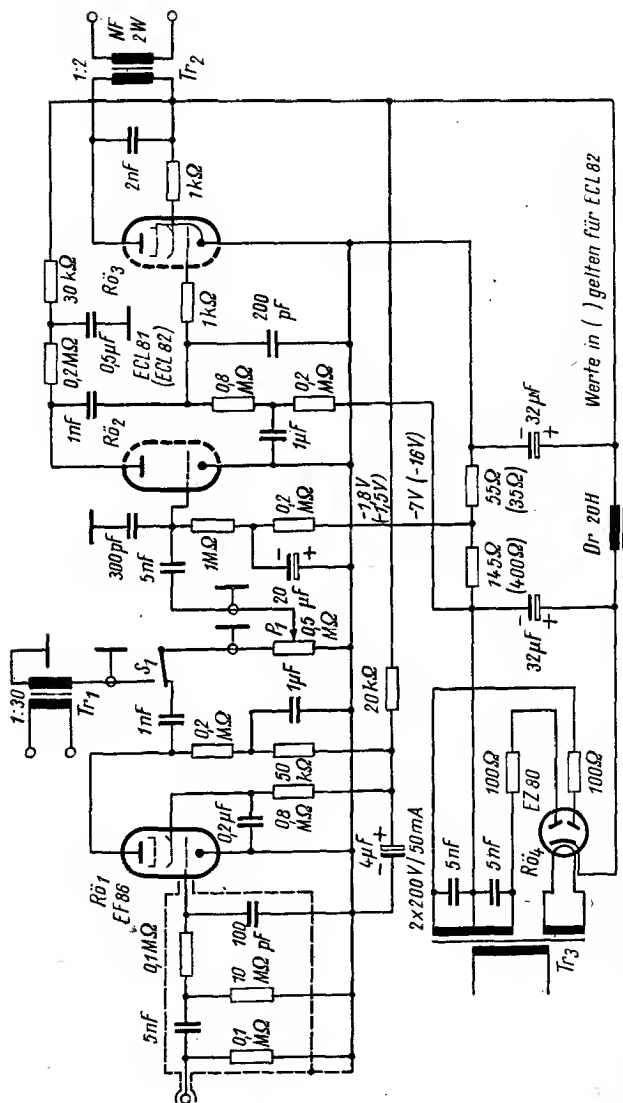 1:30
Tr1
S1
1:2
NF
2W
Tr2
Rö1
EF86
0,1MΩ
5nF
0,1
MΩ
10
MΩ
100
pF
0,2µF
0,8
MΩ
50
kΩ
0,2
MΩ
1nF
1µF
P1
0,5
MΩ
5nF
300pF
1MΩ
20
µF
- +
0,2
MΩ
Rö2
1nF
0,2MΩ
0,5µF
30kΩ
ECL81
(ECL82)
Rö3
1kΩ
1kΩ
2nF
200
pF
0,8
MΩ
1µF
0,2
MΩ
-1,8V
(-1,5V)
-7V (-16V)
4µF
- +
20kΩ
2x200V/50mA
5nF
5nF
Tr3
100Ω
EZ80
100Ω
Rö4
145Ω
(400Ω)
55Ω
(35Ω)
32µF
- +
32µF
- +
Dr 20H
Werte in ( ) gelten für ECL82